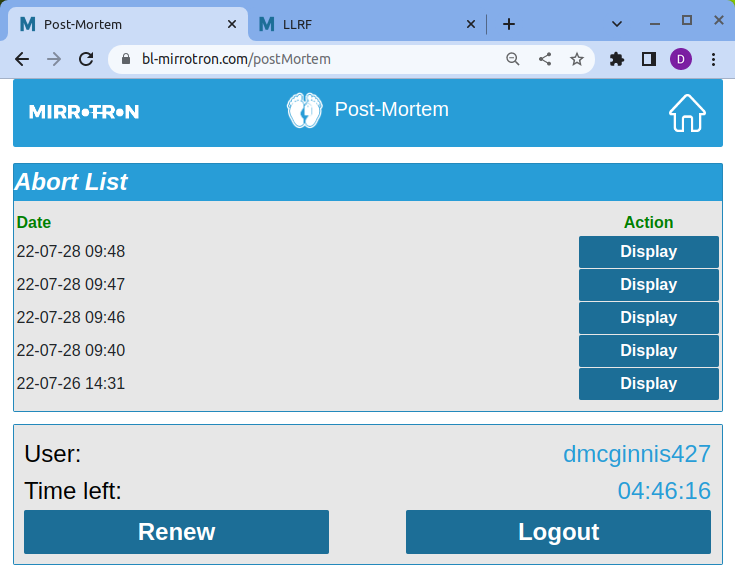 Post-Mortem
LLRF
bl-mirrotron.com/postMortem
D
MIRROTRON
Post-Mortem
Abort List
Date Action
22-07-28 09:48 Display
22-07-28 09:47 Display
22-07-28 09:46 Display
22-07-28 09:40 Display
22-07-26 14:31 Display
User: dmcginnis427
Time left: 04:46:16
Renew Logout